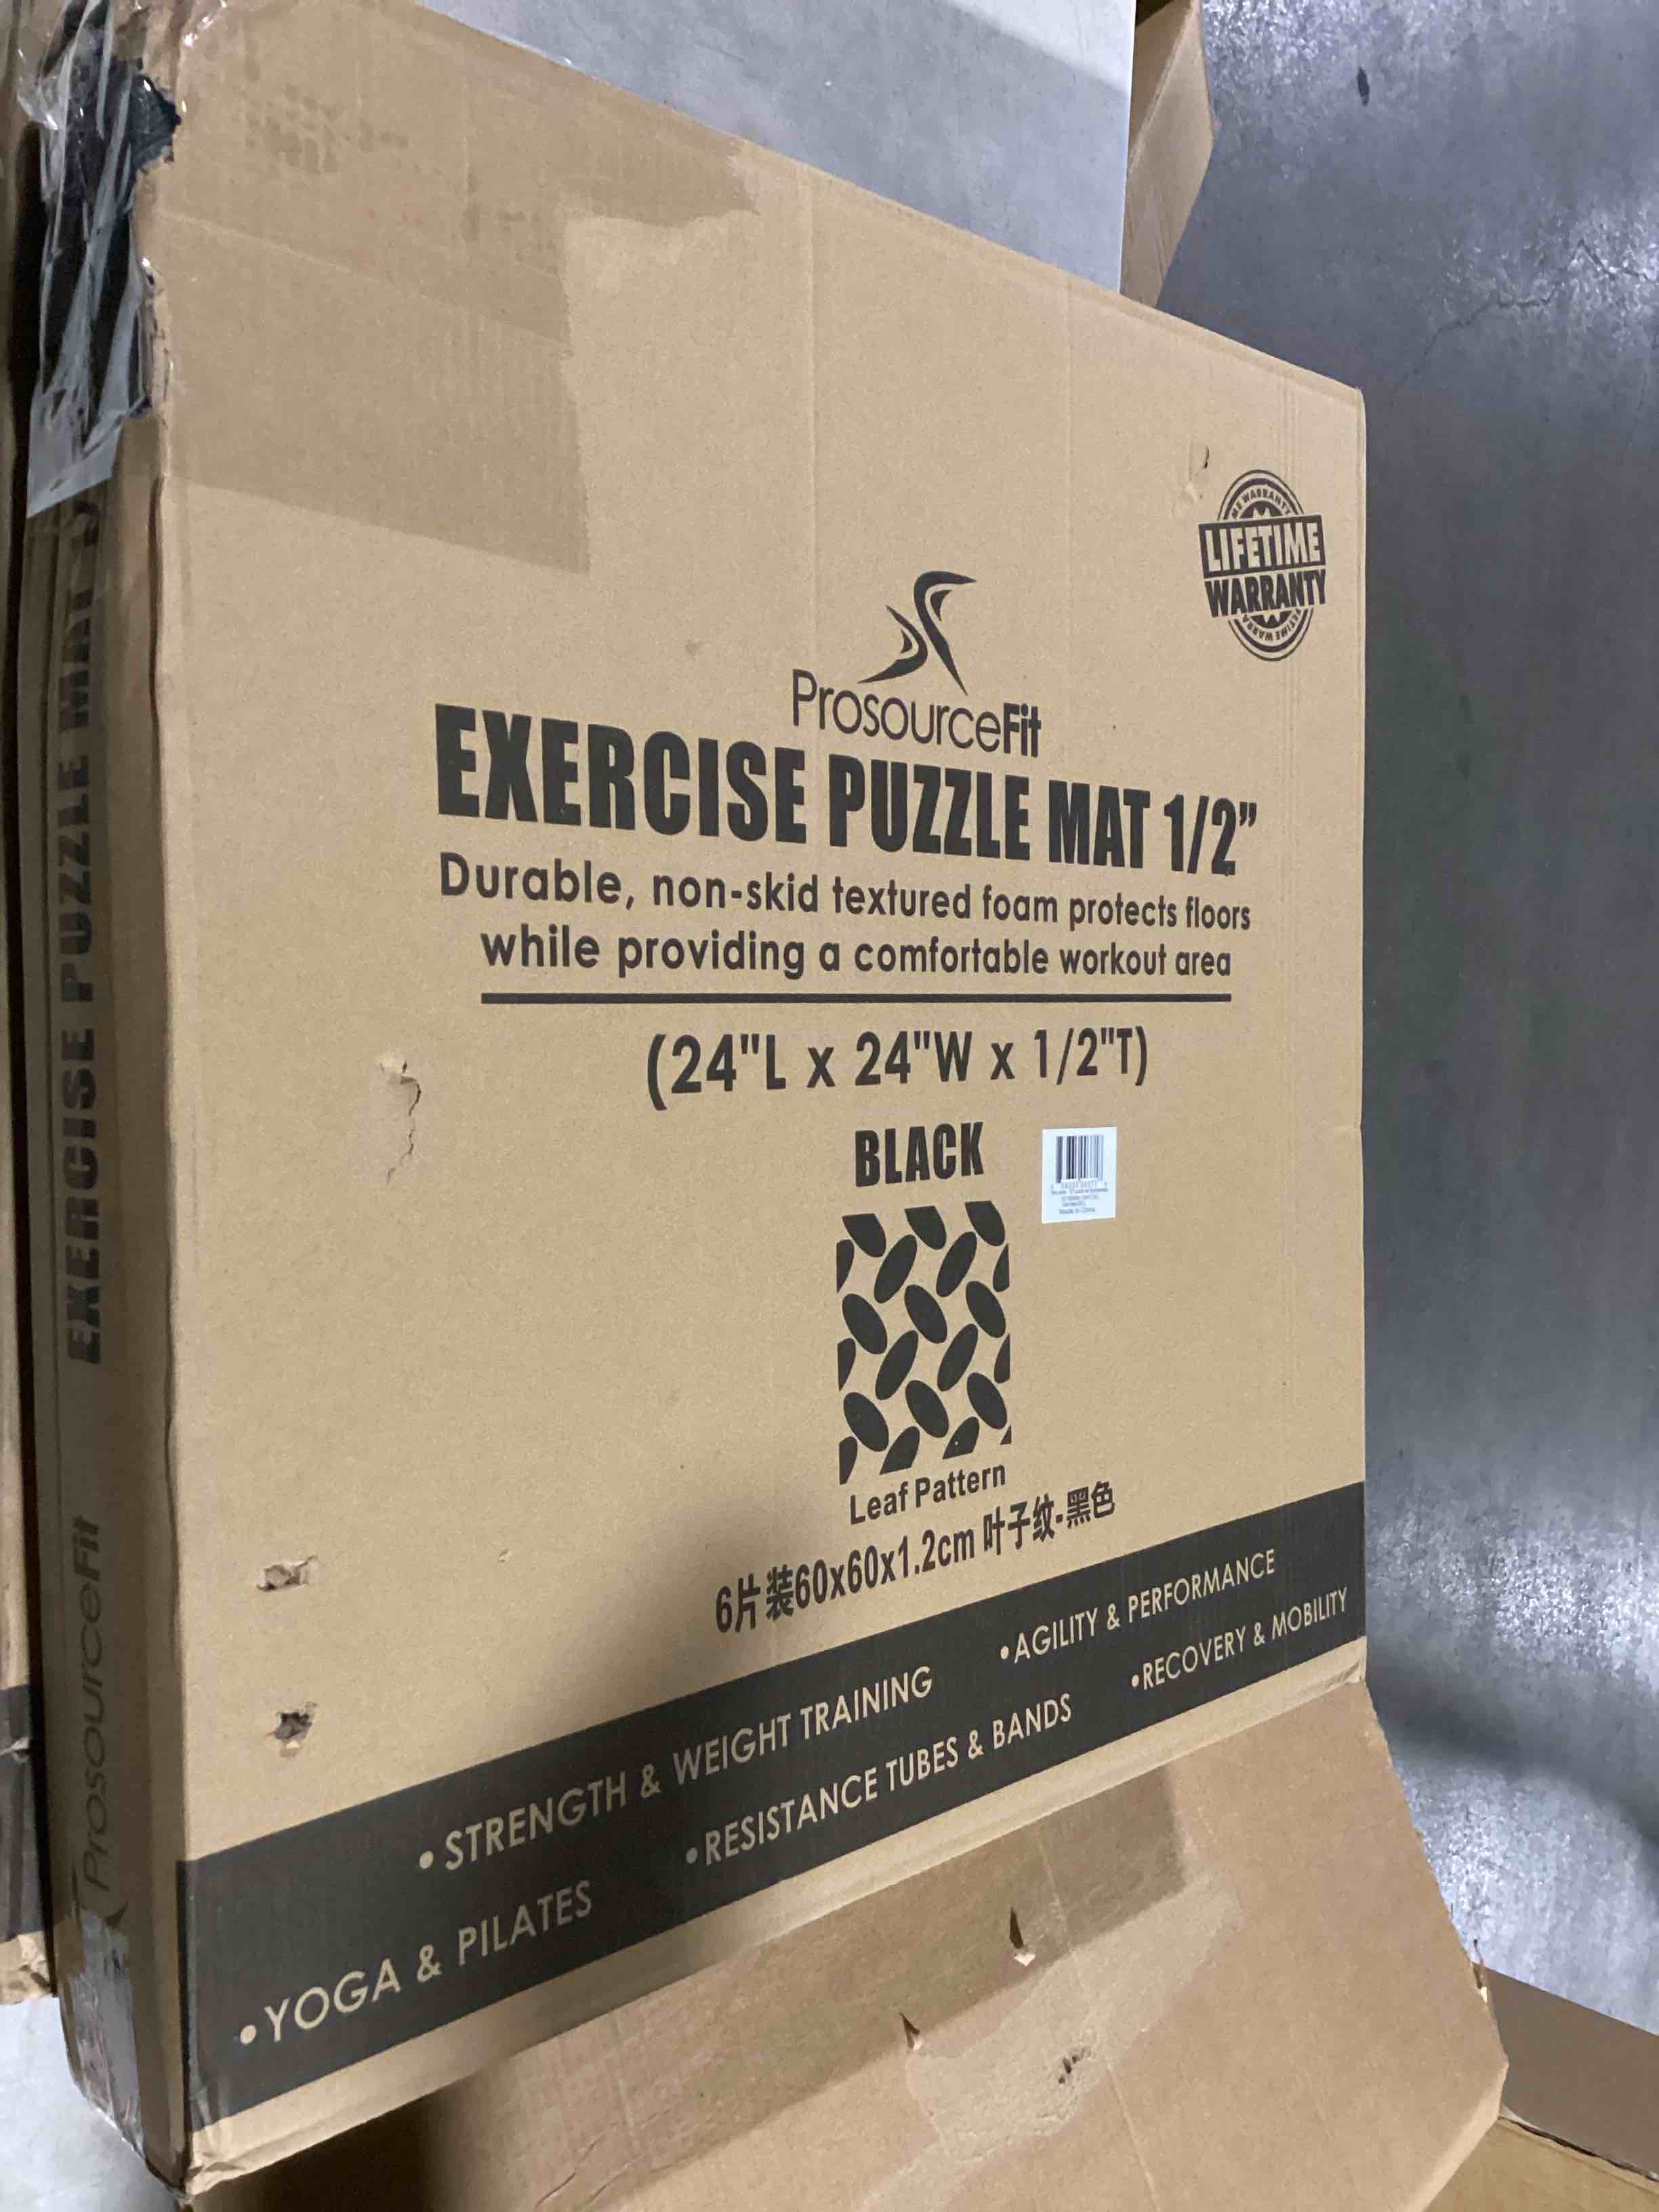 LIFETIME
WARRANTY
ProsourceFit
EXERCISE PUZZLE MAT 1/2”
Durable, non-skid textured foam protects floors
while providing a comfortable workout area
(24"L x 24"W x 1/2"T)
BLACK
Made in China
Leaf Pattern
6片装60x60x1.2cm 叶子纹-黑色
•STRENGTH & WEIGHT TRAINING
•AGILITY & PERFORMANCE
•YOGA & PILATES
•RESISTANCE TUBES & BANDS
•RECOVERY & MOBILITY
ProsourceFit
EXERCISE PUZZLE MAT